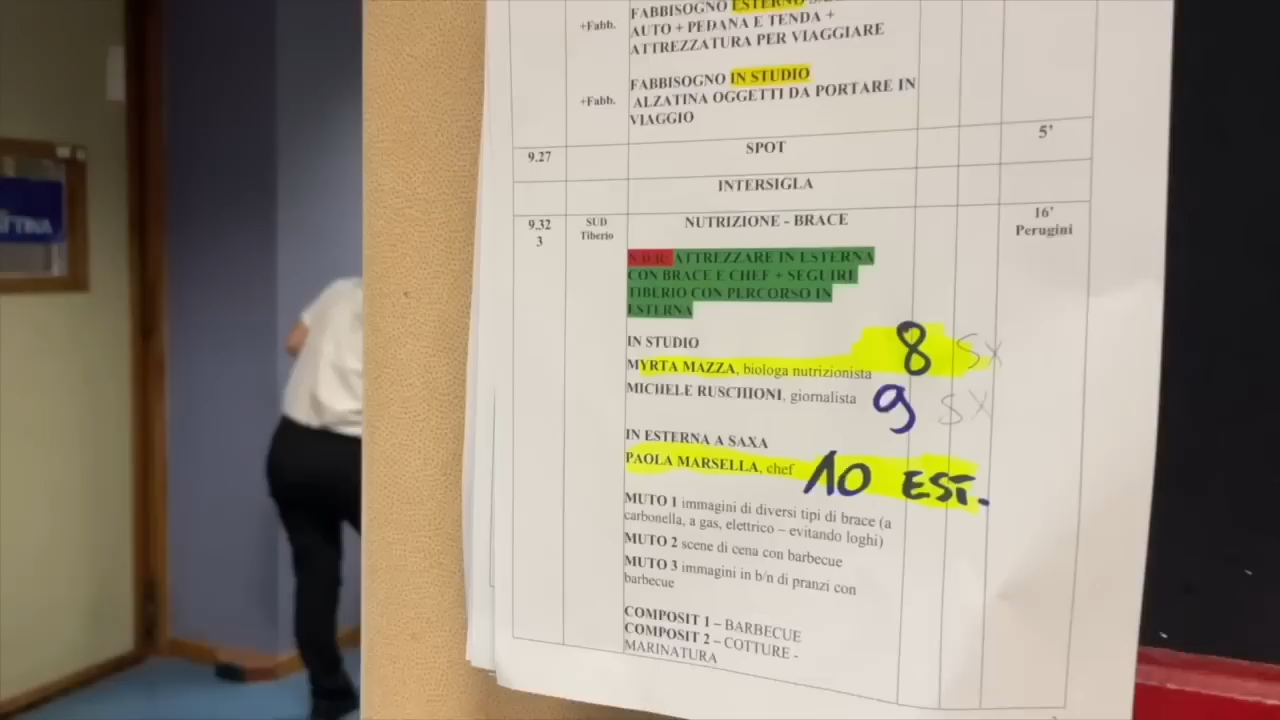 FABBISOGNO ESTERNO
+Fabb. AUTO + PEDANA E TENDA +
ATTREZZATURA PER VIAGGIARE
FABBISOGNO IN STUDIO
+Fabb. ALZATINA OGGETTI DA PORTARE IN
VIAGGIO
9.27 SPOT 5'
INTERSIGLA
9.32 SUD NUTRIZIONE - BRACE 16'
3 Tiberio Perugini
ATTREZZARE IN ESTERNA
CON BRACE E CHEF + SEGUIRE
TIBERIO CON PERCORSO IN
ESTERNA
IN STUDIO
MYRTA MAZZA, biologa nutrizionista 8 SX
MICHELE RUSCHIONI, giornalista 9 SX
IN ESTERNA A SAXA
PAOLA MARSELLA, chef 10 EST.
MUTO 1 immagini di diversi tipi di brace (a
carbonella, a gas, elettrico – evitando loghi)
MUTO 2 scene di cena con barbecue
MUTO 3 immagini in b/n di pranzi con
barbecue
COMPOSIT 1 – BARBECUE
COMPOSIT 2 – COTTURE -
MARINATURA